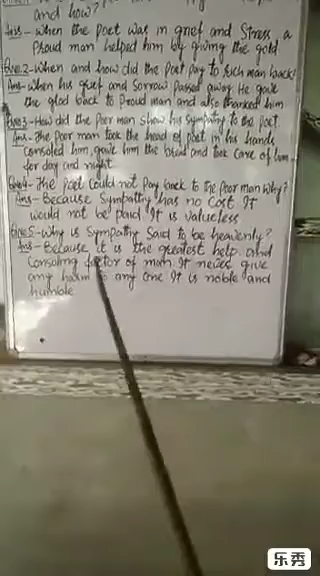 and how?
Ans - When the Poet was in grief and Stress, a
Proud man helped him by giving the gold.
Ques.2 - When and how did the Poet pay to rich man back?
Ans - When his grief and Sorrow passed away. He gave
the glad back to Proud man and also thanked him
Ques 3 - How did the Poor man Show his Sympathy to the poet.
Ans - The Poor man took the head of Poet in his hands,
Consoled him, gave him the bread and took Care of him
for day and night
Ques 4 - The Poet Could not Pay back to the Poor man Why?
Ans - Because Sympathy has no Cost It
would not be Paid It is valueless
Ques 5 - Why is Sympathy Said to be heavenly?
Ans - Because it is the greatest help and
Consoling factor of man. It never give
any harm to any one It is noble and
humble
乐秀